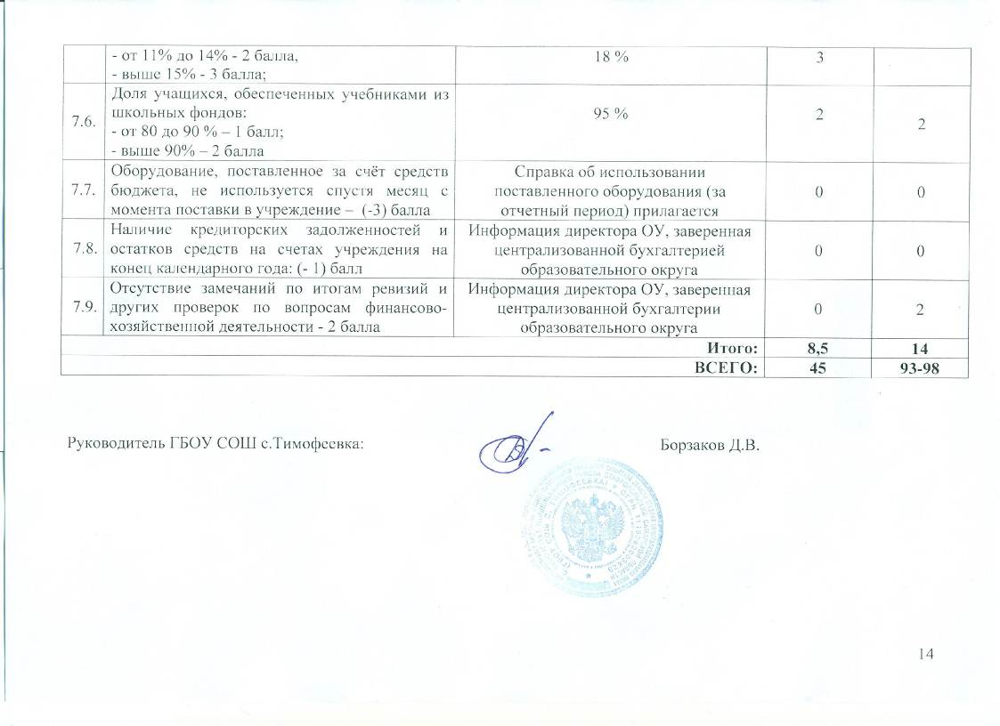 - от 11% до 14% - 2 балла,
- выше 15% - 3 балла;
18 %
3
7.6.
Доля учащихся, обеспеченных учебниками из
школьных фондов:
- от 80 до 90 % – 1 балл;
- выше 90% – 2 балла
95 %
2
2
7.7.
Оборудование, поставленное за счёт средств
бюджета, не используется спустя месяц с
момента поставки в учреждение – (-3) балла
Справка об использовании
поставленного оборудования (за
отчетный период) прилагается
0
0
7.8.
Наличие кредиторских задолженностей и
остатков средств на счетах учреждения на
конец календарного года: (- 1) балл
Информация директора ОУ, заверенная
централизованной бухгалтерией
образовательного округа
0
0
7.9.
Отсутствие замечаний по итогам ревизий и
других проверок по вопросам финансово-
хозяйственной деятельности - 2 балла
Информация директора ОУ, заверенная
централизованной бухгалтерии
образовательного округа
0
2
Итого:
8,5
14
ВСЕГО:
45
93-98
Руководитель ГБОУ СОШ с.Тимофеевка:
Борзаков Д.В.
14